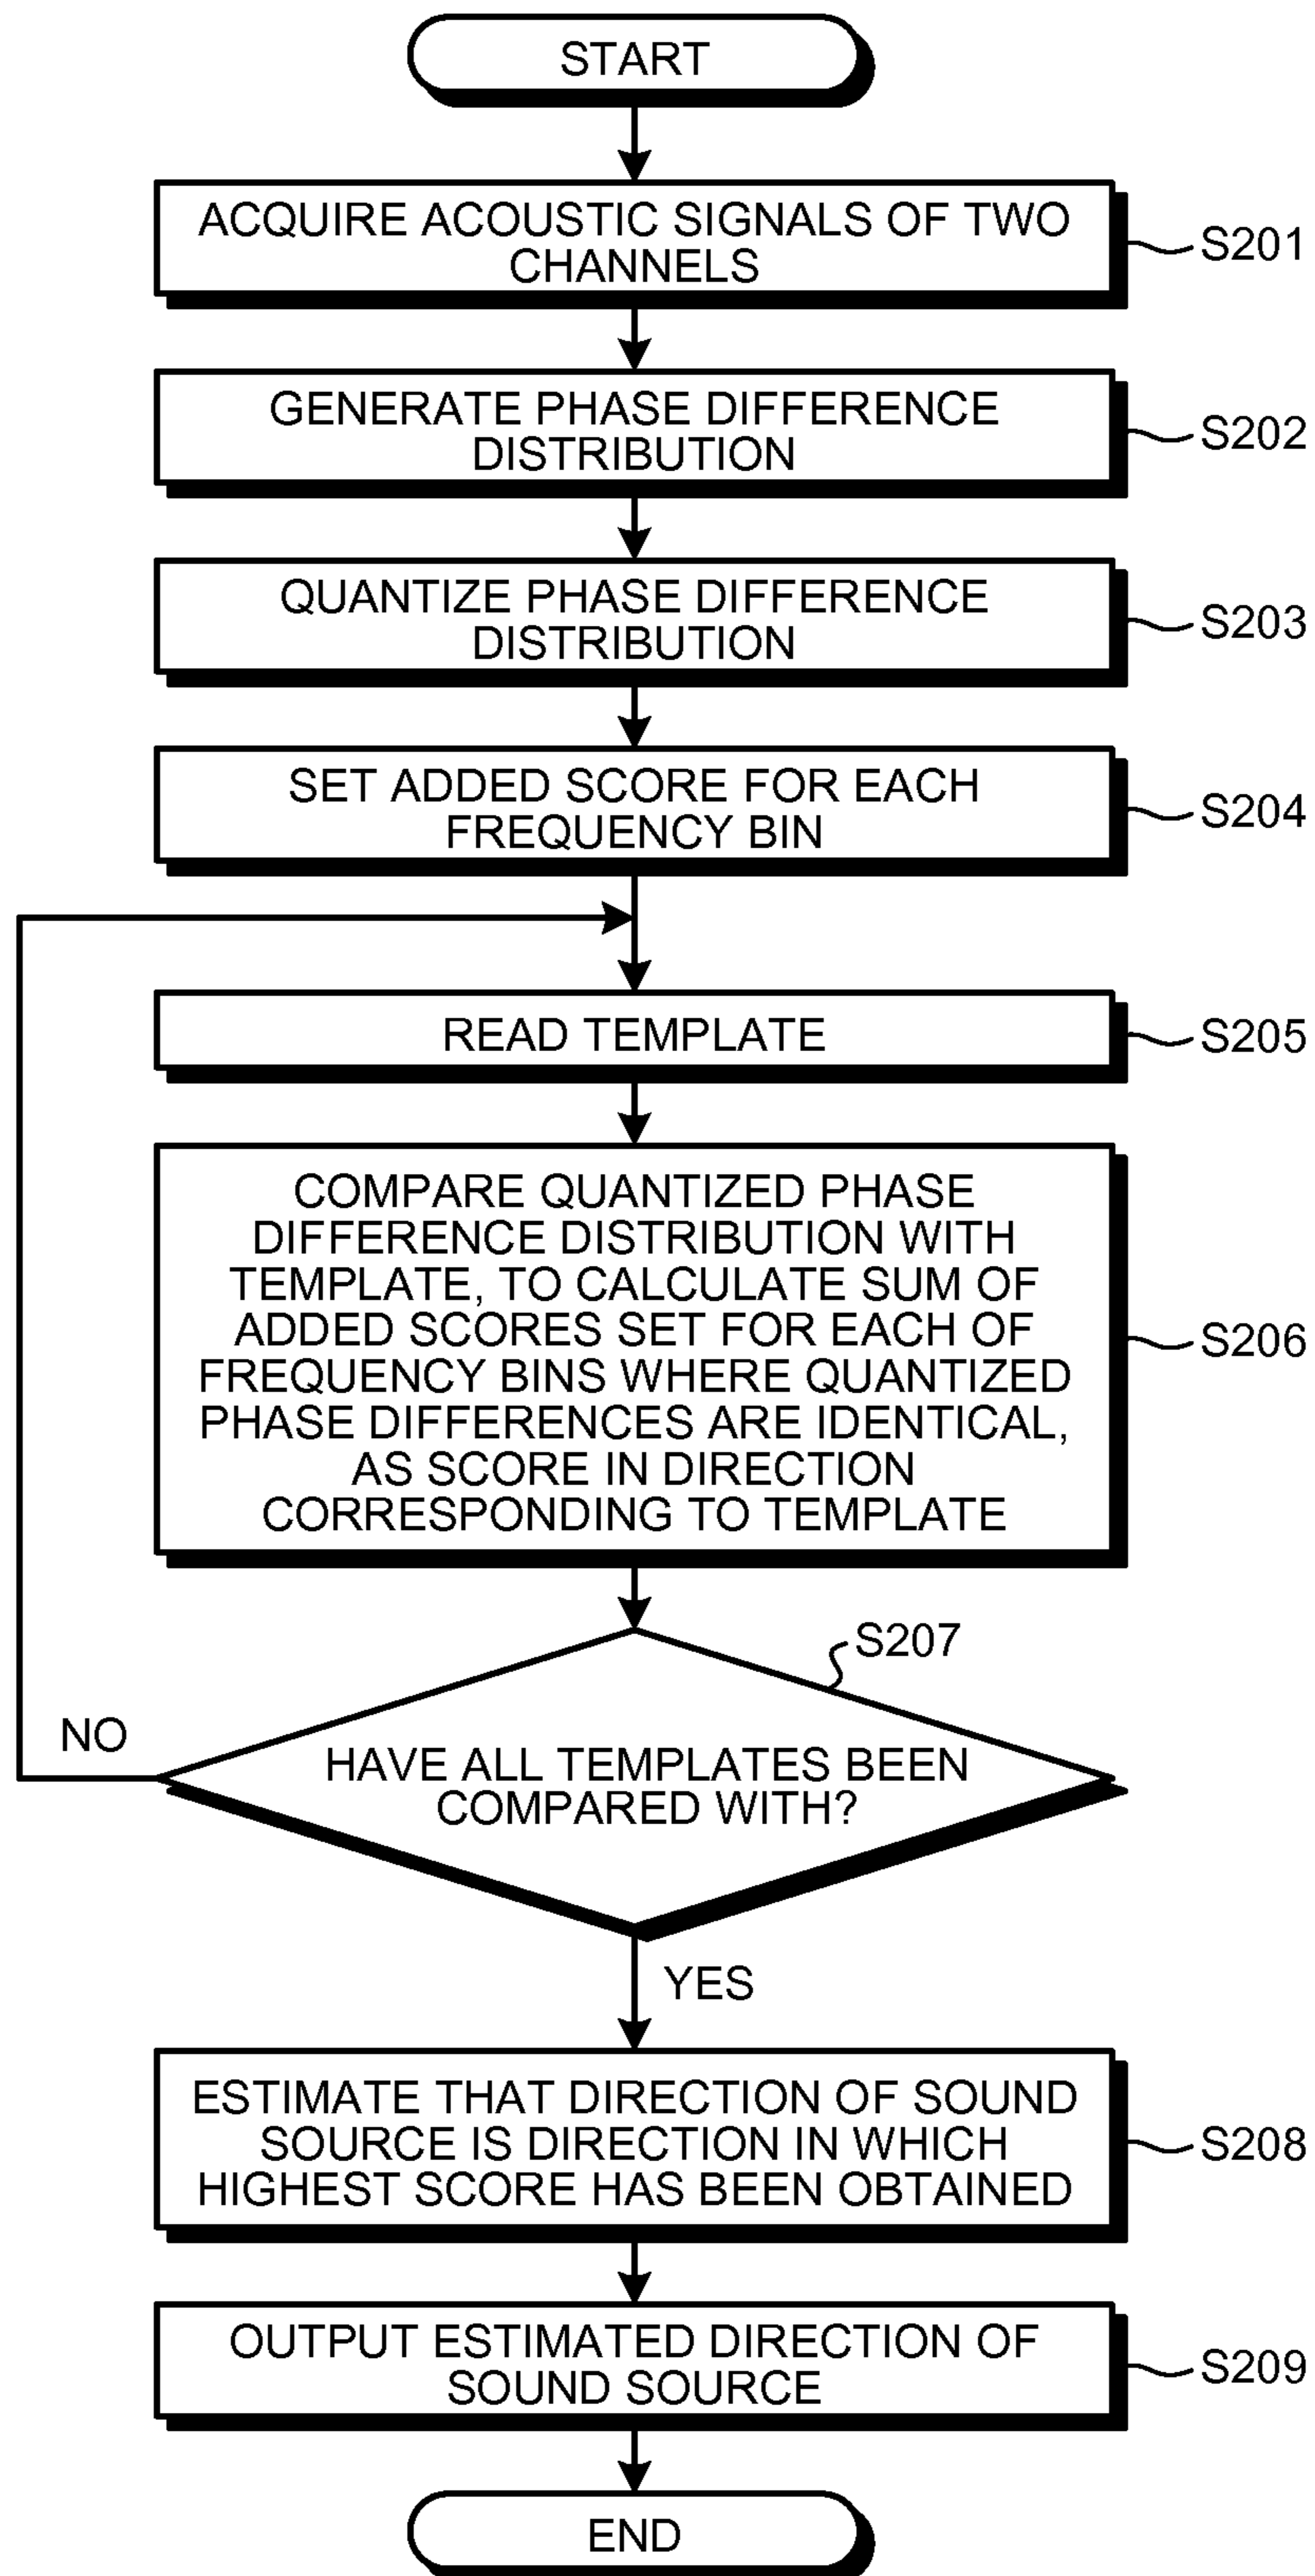 START
ACQUIRE ACOUSTIC SIGNALS OF TWO
CHANNELS
S201
GENERATE PHASE DIFFERENCE
DISTRIBUTION
S202
QUANTIZE PHASE DIFFERENCE
DISTRIBUTION
S203
SET ADDED SCORE FOR EACH
FREQUENCY BIN
S204
READ TEMPLATE
S205
COMPARE QUANTIZED PHASE
DIFFERENCE DISTRIBUTION WITH
TEMPLATE, TO CALCULATE SUM OF
ADDED SCORES SET FOR EACH OF
FREQUENCY BINS WHERE QUANTIZED
PHASE DIFFERENCES ARE IDENTICAL,
AS SCORE IN DIRECTION
CORRESPONDING TO TEMPLATE
S206
S207
NO
HAVE ALL TEMPLATES BEEN
COMPARED WITH?
YES
ESTIMATE THAT DIRECTION OF SOUND
SOURCE IS DIRECTION IN WHICH
HIGHEST SCORE HAS BEEN OBTAINED
S208
OUTPUT ESTIMATED DIRECTION OF
SOUND SOURCE
S209
END